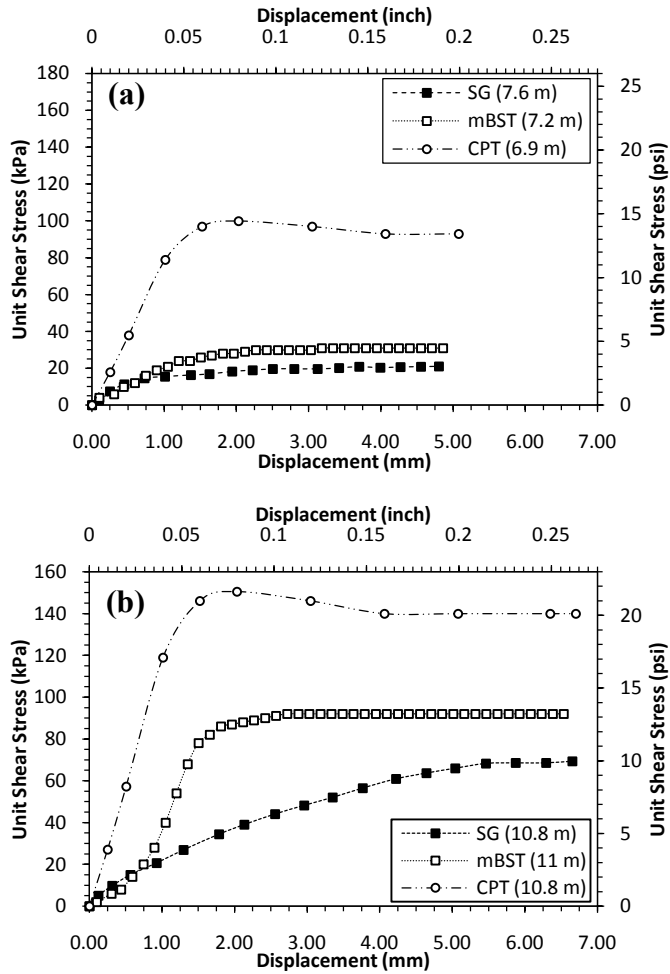 Displacement (inch)
0 0.05 0.1 0.15 0.2 0.25
(a)
SG (7.6 m)
mBST (7.2 m)
CPT (6.9 m)
Unit Shear Stress (kPa)
180
160
140
120
100
80
60
40
20
0
25
20
15
10
5
0
Unit Shear Stress (psi)
0.00 1.00 2.00 3.00 4.00 5.00 6.00 7.00
Displacement (mm)
Displacement (inch)
0 0.05 0.1 0.15 0.2 0.25
(b)
Unit Shear Stress (kPa)
160
140
120
100
80
60
40
20
0
20
15
10
5
0
Unit Shear Stress (psi)
SG (10.8 m)
mBST (11 m)
CPT (10.8 m)
0.00 1.00 2.00 3.00 4.00 5.00 6.00 7.00
Displacement (mm)